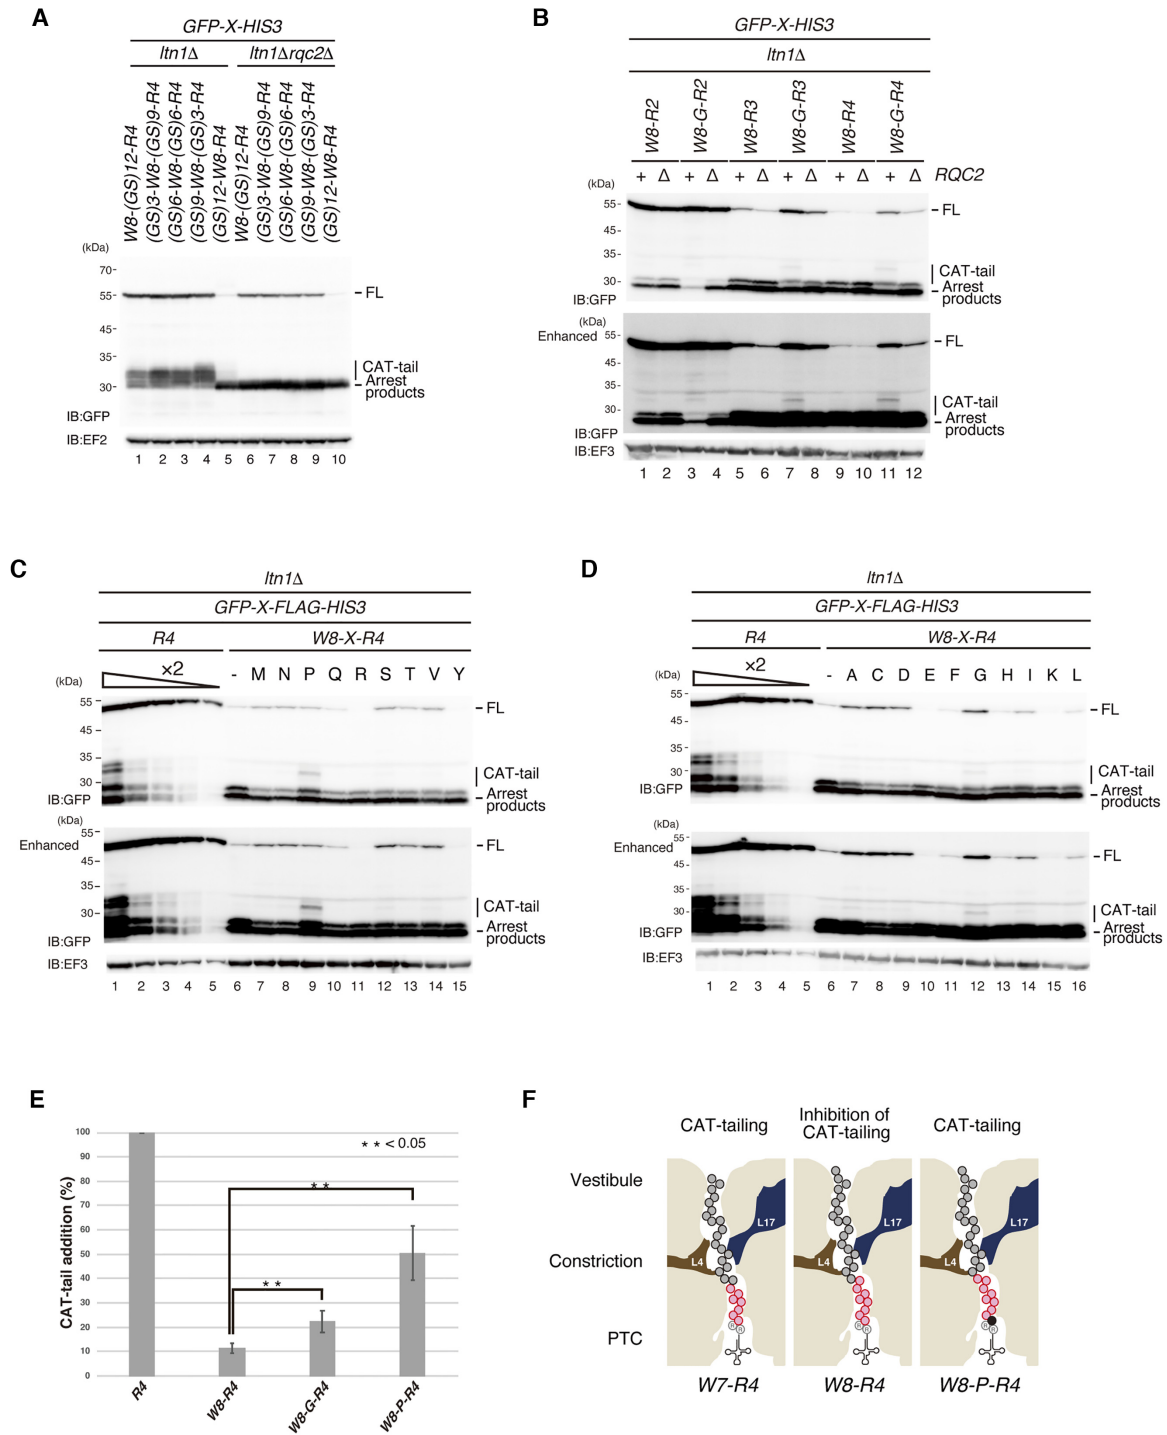 A
GFP-X-HIS3
ltn1Δ
ltn1Δrqc2Δ
W8-(GS)12-R4
(GS)3-W8-(GS)9-R4
(GS)6-W8-(GS)6-R4
(GS)9-W8-(GS)3-R4
(GS)12-W8-R4
W8-(GS)12-R4
(GS)3-W8-(GS)9-R4
(GS)6-W8-(GS)6-R4
(GS)9-W8-(GS)3-R4
(GS)12-W8-R4
(kDa)
70-
55-
45-
35-
30-
FL
CAT-tail
Arrest
products
IB:GFP
IB:EF2
1 2 3 4 5 6 7 8 9 10
B
GFP-X-HIS3
ltn1Δ
W8-R2
W8-G-R2
W8-R3
W8-G-R3
W8-R4
W8-G-R4
+ Δ + Δ + Δ + Δ + Δ + Δ RQC2
(kDa)
55-
45-
35-
30-
FL
CAT-tail
Arrest
products
IB:GFP
(kDa)
Enhanced
55-
45-
35-
30-
FL
CAT-tail
Arrest
products
IB:GFP
IB:EF3
1 2 3 4 5 6 7 8 9 10 11 12
C
ltn1Δ
GFP-X-FLAG-HIS3
R4
W8-X-R4
×2
- M N P Q R S T V Y
(kDa)
55-
45-
35-
30-
FL
CAT-tail
Arrest
products
IB:GFP
(kDa)
Enhanced
55-
45-
35-
30-
FL
CAT-tail
Arrest
products
IB:GFP
IB:EF3
1 2 3 4 5 6 7 8 9 10 11 12 13 14 15
D
ltn1Δ
GFP-X-FLAG-HIS3
R4
W8-X-R4
×2
- A C D E F G H I K L
(kDa)
55-
45-
35-
30-
FL
CAT-tail
Arrest
products
IB:GFP
(kDa)
Enhanced
55-
45-
35-
30-
FL
CAT-tail
Arrest
products
IB:GFP
IB:EF3
1 2 3 4 5 6 7 8 9 10 11 12 13 14 15 16
E
CAT-tail addition (%)
100
90
80
70
60
50
40
30
20
10
0
* * < 0.05
* *
* *
R4
W8-R4
W8-G-R4
W8-P-R4
F
CAT-tailing
Inhibition of
CAT-tailing
CAT-tailing
Vestibule
Constriction
PTC
L4
L17
R R
L4
L17
R R
L4
L17
R
W7-R4
W8-R4
W8-P-R4